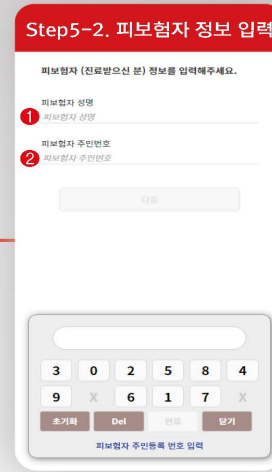 Step5-2. 피보험자 정보 입력
피보험자 (진료받으신 분) 정보를 입력해주세요.
피보험자 성명
1 피보험자 성명
피보험자 주민번호
2 피보험자 주민번호
다음
3 0 2 5 8 4
9 X 6 1 7 X
초기화 Del 완료 닫기
피보험자 주민등록 번호 입력